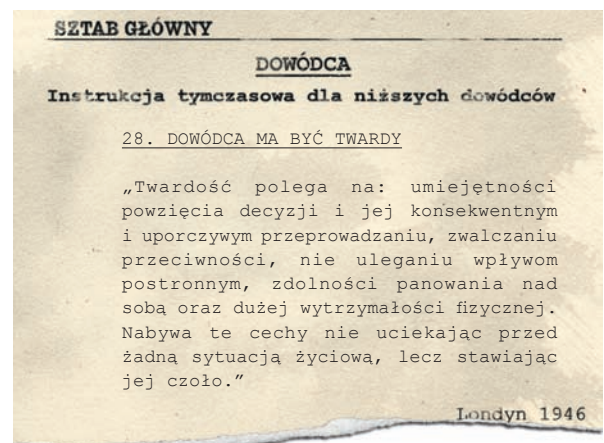 SZTAB GŁÓWNY
DOWÓDCA
Instrukcja tymczasowa dla niższych dowódców
28. DOWÓDCA MA BYĆ TWARDY
„Twardość polega na: umiejętności
powzięcia decyzji i jej konsekwentnym
i uporczywym przeprowadzaniu, zwalczaniu
przeciwności, nie uleganiu wpływom
postronnym, zdolności panowania nad
sobą oraz dużej wytrzymałości fizycznej.
Nabywa te cechy nie uciekając przed
żadną sytuacją życiową, lecz stawiając
jej czoło.”
Londyn 1946